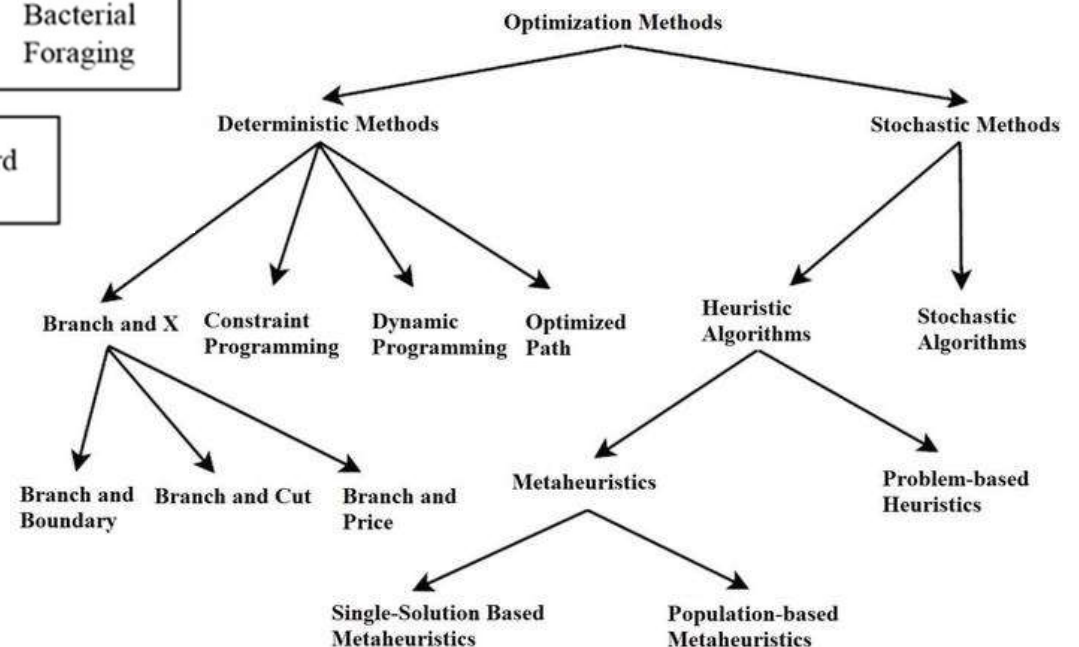 Bacterial
Foraging
Optimization Methods
Deterministic Methods
Stochastic Methods
Branch and X
Constraint
Programming
Dynamic
Programming
Optimized
Path
Heuristic
Algorithms
Stochastic
Algorithms
Branch and
Boundary
Branch and Cut
Branch and
Price
Metaheuristics
Problem-based
Heuristics
Single-Solution Based
Metaheuristics
Population-based
Metaheuristics